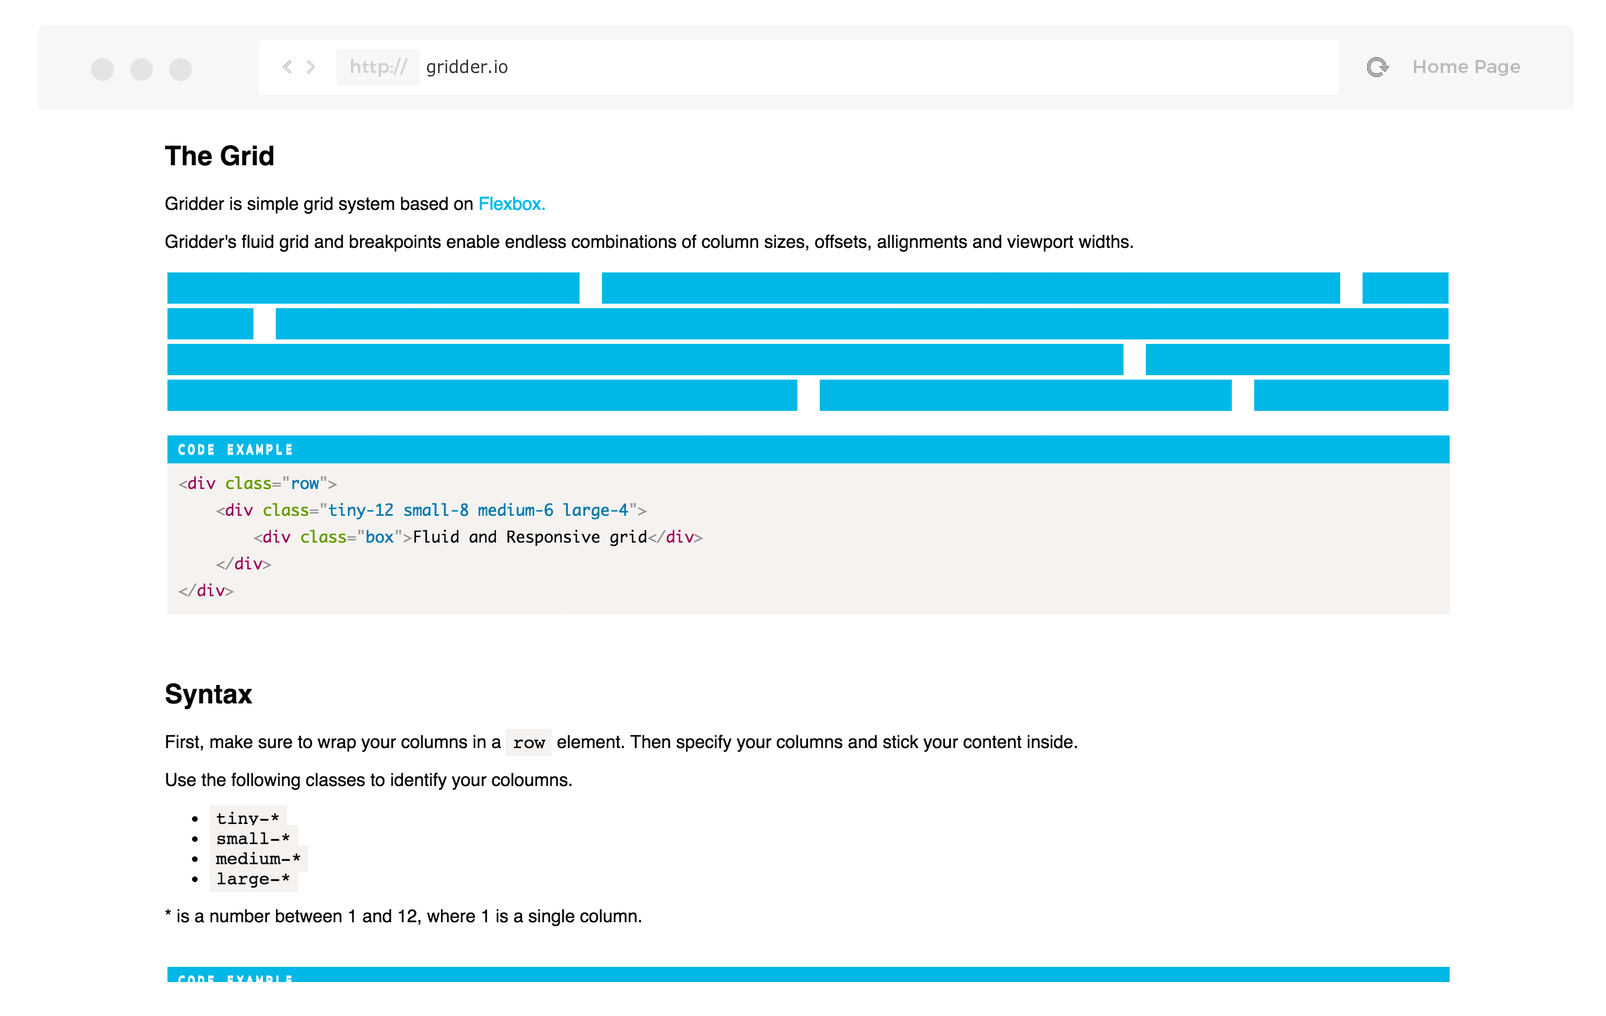 http:// gridder.io Home Page
The Grid
Gridder is simple grid system based on Flexbox.
Gridder's fluid grid and breakpoints enable endless combinations of column sizes, offsets, allignments and viewport widths.
CODE EXAMPLE
<div class="row">
<div class="tiny-12 small-8 medium-6 large-4">
<div class="box">Fluid and Responsive grid</div>
</div>
</div>
Syntax
First, make sure to wrap your columns in a row element. Then specify your columns and stick your content inside.
Use the following classes to identify your coloumns.
• tiny-*
• small-*
• medium-*
• large-*
* is a number between 1 and 12, where 1 is a single column.
CODE EXAMPLE